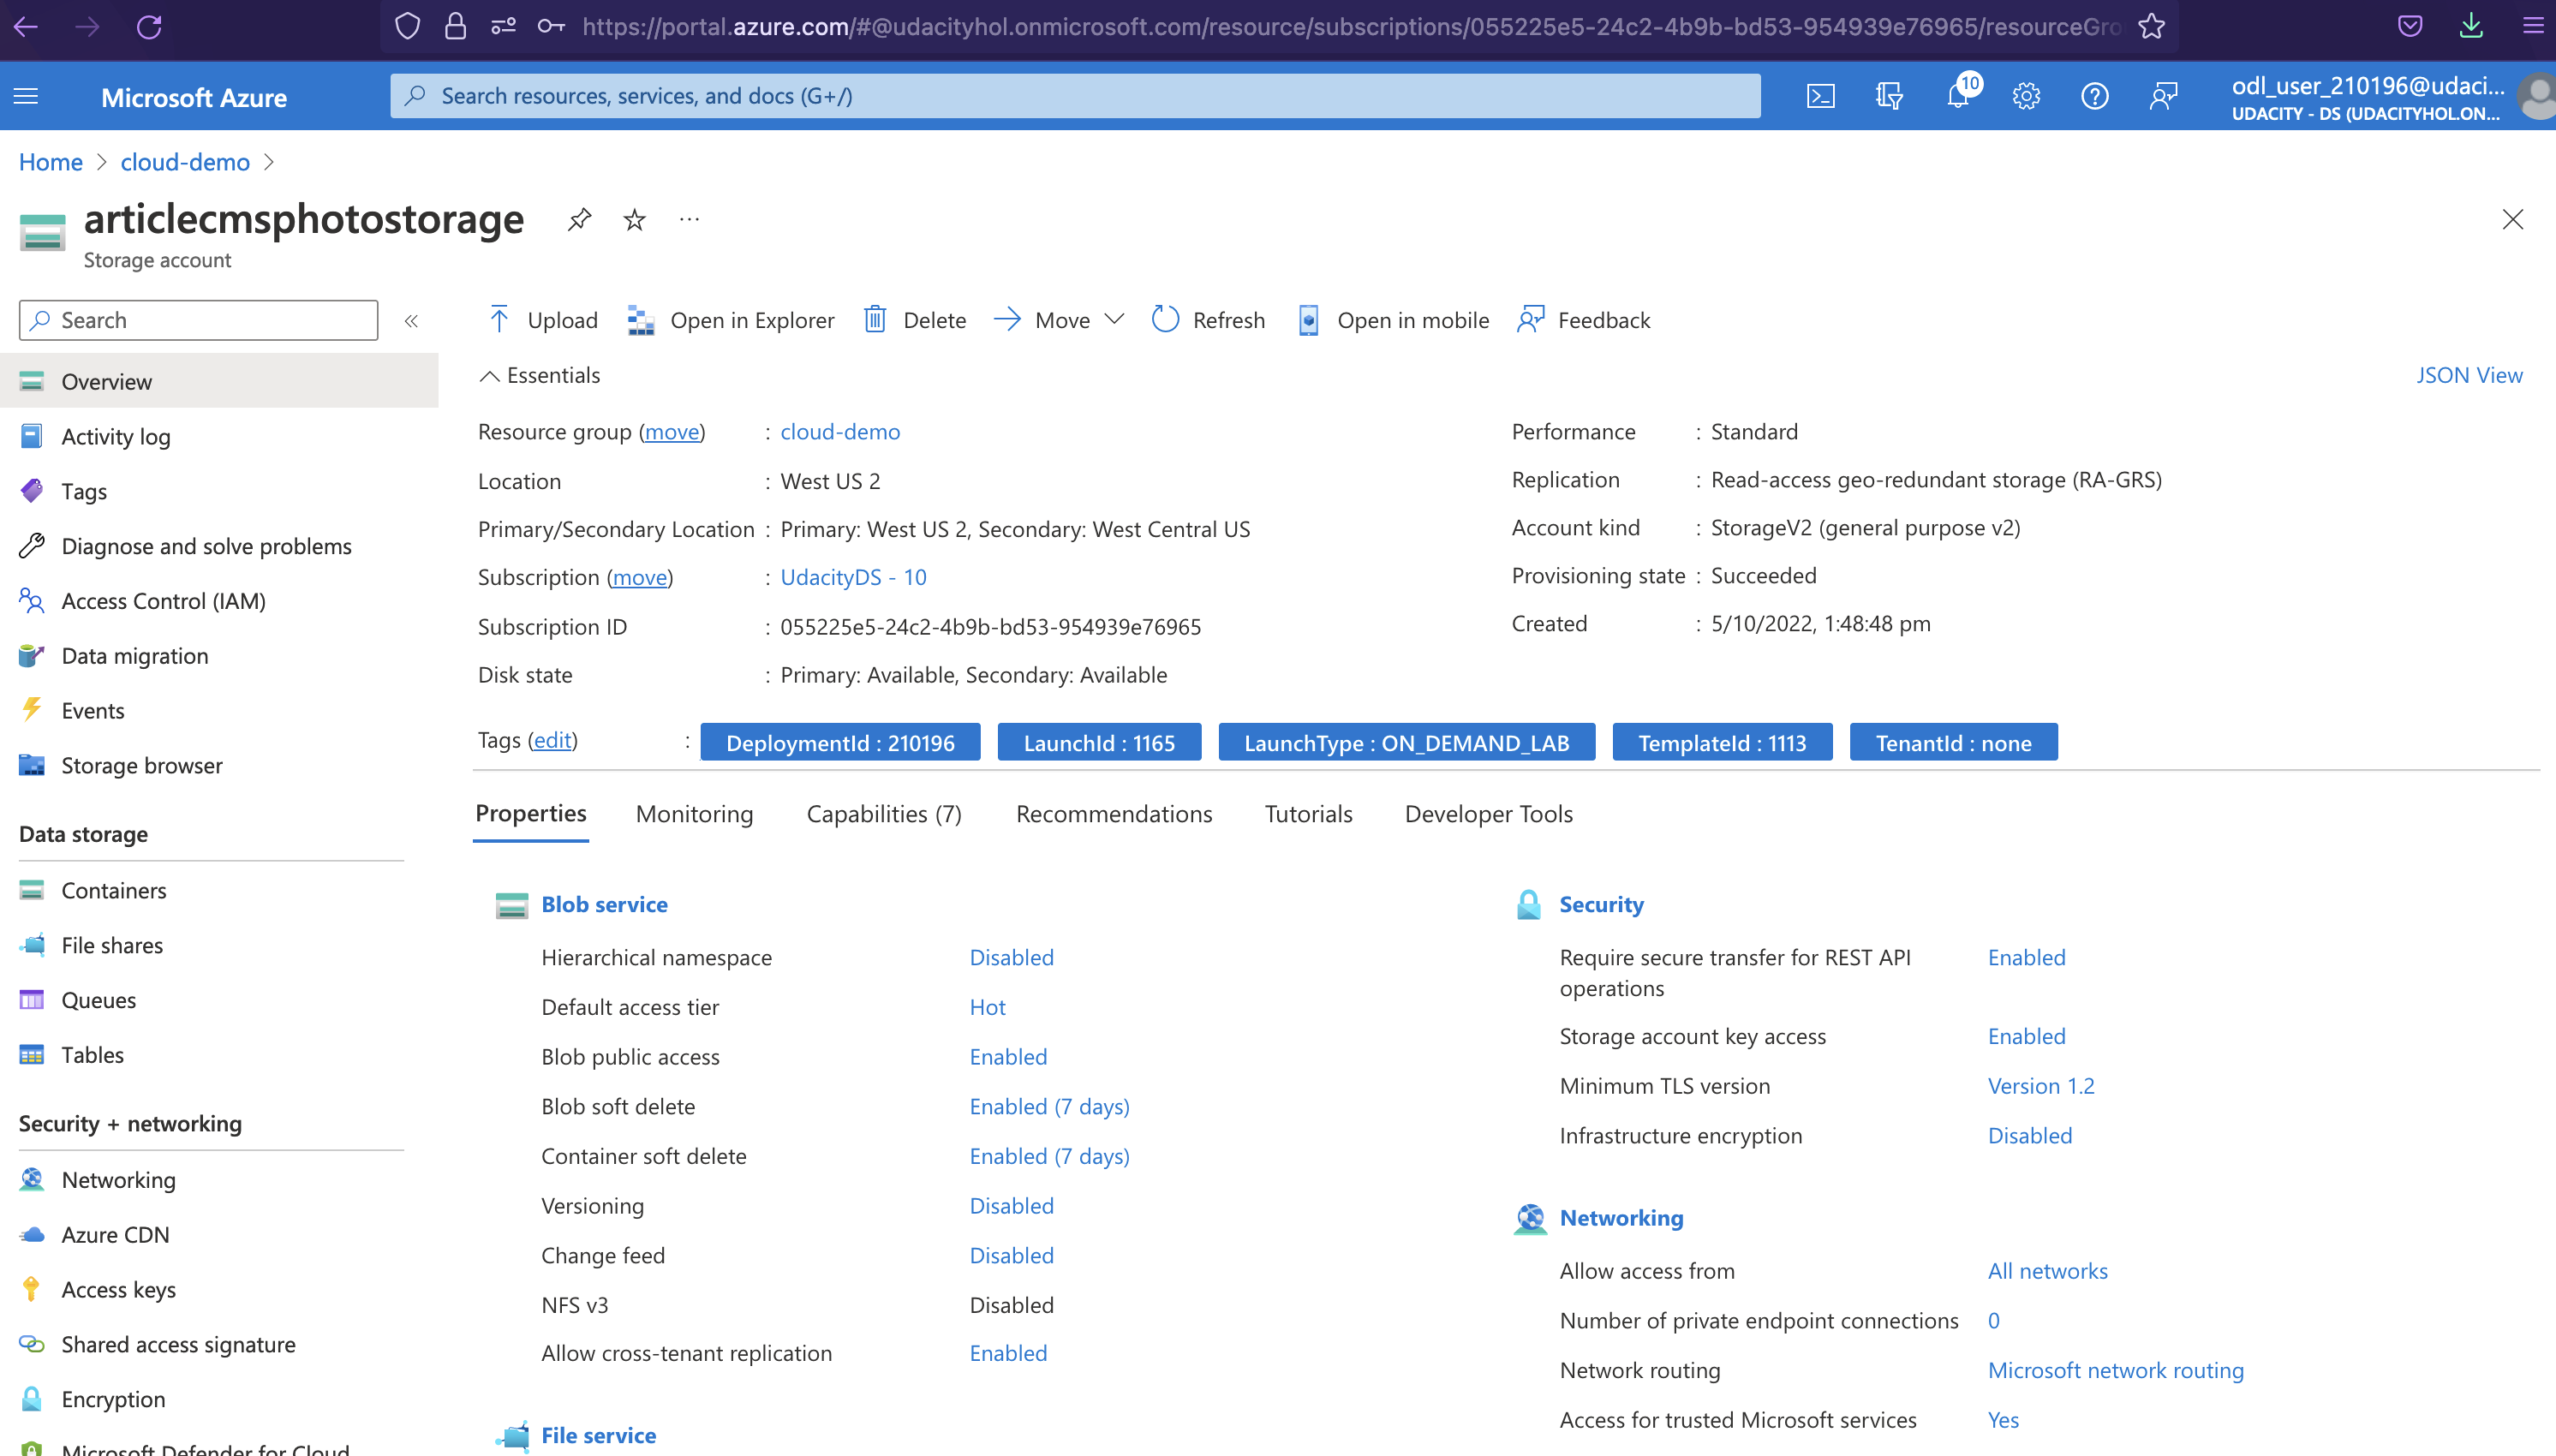 https://portal.azure.com/#@udacityhol.onmicrosoft.com/resource/subscriptions/055225e5-24c2-4b9b-bd53-954939e76965/resourceGro
Microsoft Azure
Search resources, services, and docs (G+/)
10
odl_user_210196@udaci...
UDACITY - DS (UDACITYHOL.ON...
Home > cloud-demo >
articlecmsphotostorage
...
Storage account
Search
«
Upload
Open in Explorer
Delete
Move
Refresh
Open in mobile
Feedback
Overview
Activity log
Tags
Diagnose and solve problems
Access Control (IAM)
Data migration
Events
Storage browser
Data storage
Containers
File shares
Queues
Tables
Security + networking
Networking
Azure CDN
Access keys
Shared access signature
Encryption
Microsoft Defender for Cloud
Essentials
JSON View
Resource group (move) : cloud-demo
Location : West US 2
Primary/Secondary Location : Primary: West US 2, Secondary: West Central US
Subscription (move) : UdacityDS - 10
Subscription ID : 055225e5-24c2-4b9b-bd53-954939e76965
Disk state : Primary: Available, Secondary: Available
Performance : Standard
Replication : Read-access geo-redundant storage (RA-GRS)
Account kind : StorageV2 (general purpose v2)
Provisioning state : Succeeded
Created : 5/10/2022, 1:48:48 pm
Tags (edit) : DeploymentId : 210196 LaunchId : 1165 LaunchType : ON_DEMAND_LAB TemplateId : 1113 TenantId : none
Properties Monitoring Capabilities (7) Recommendations Tutorials Developer Tools
Blob service
Hierarchical namespace Disabled
Default access tier Hot
Blob public access Enabled
Blob soft delete Enabled (7 days)
Container soft delete Enabled (7 days)
Versioning Disabled
Change feed Disabled
NFS v3 Disabled
Allow cross-tenant replication Enabled
File service
Security
Require secure transfer for REST API Enabled
operations
Storage account key access Enabled
Minimum TLS version Version 1.2
Infrastructure encryption Disabled
Networking
Allow access from All networks
Number of private endpoint connections 0
Network routing Microsoft network routing
Access for trusted Microsoft services Yes